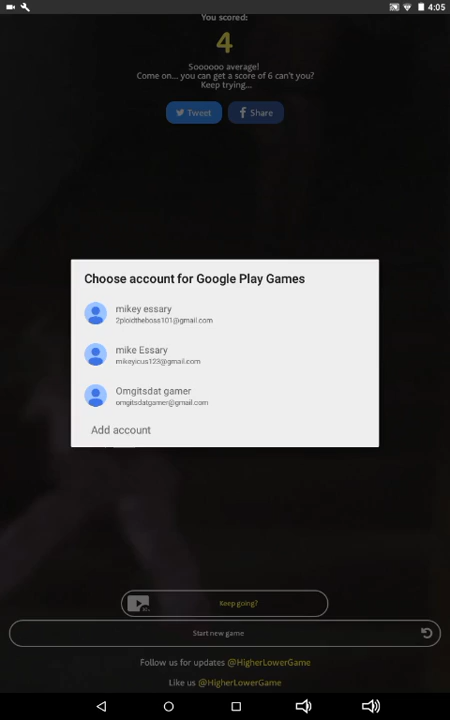 4:05
You scored:
4
Soooooo average!
Come on... you can get a score of 6 can't you?
Keep trying...
Tweet
Share
Choose account for Google Play Games
mikey essary
2ploidtheboss101@gmail.com
mike Essary
mikeyicus123@gmail.com
Omgitsdat gamer
omgitsdatgamer@gmail.com
Add account
Keep going?
Start new game
Follow us for updates @HigherLowerGame
Like us @HigherLowerGame